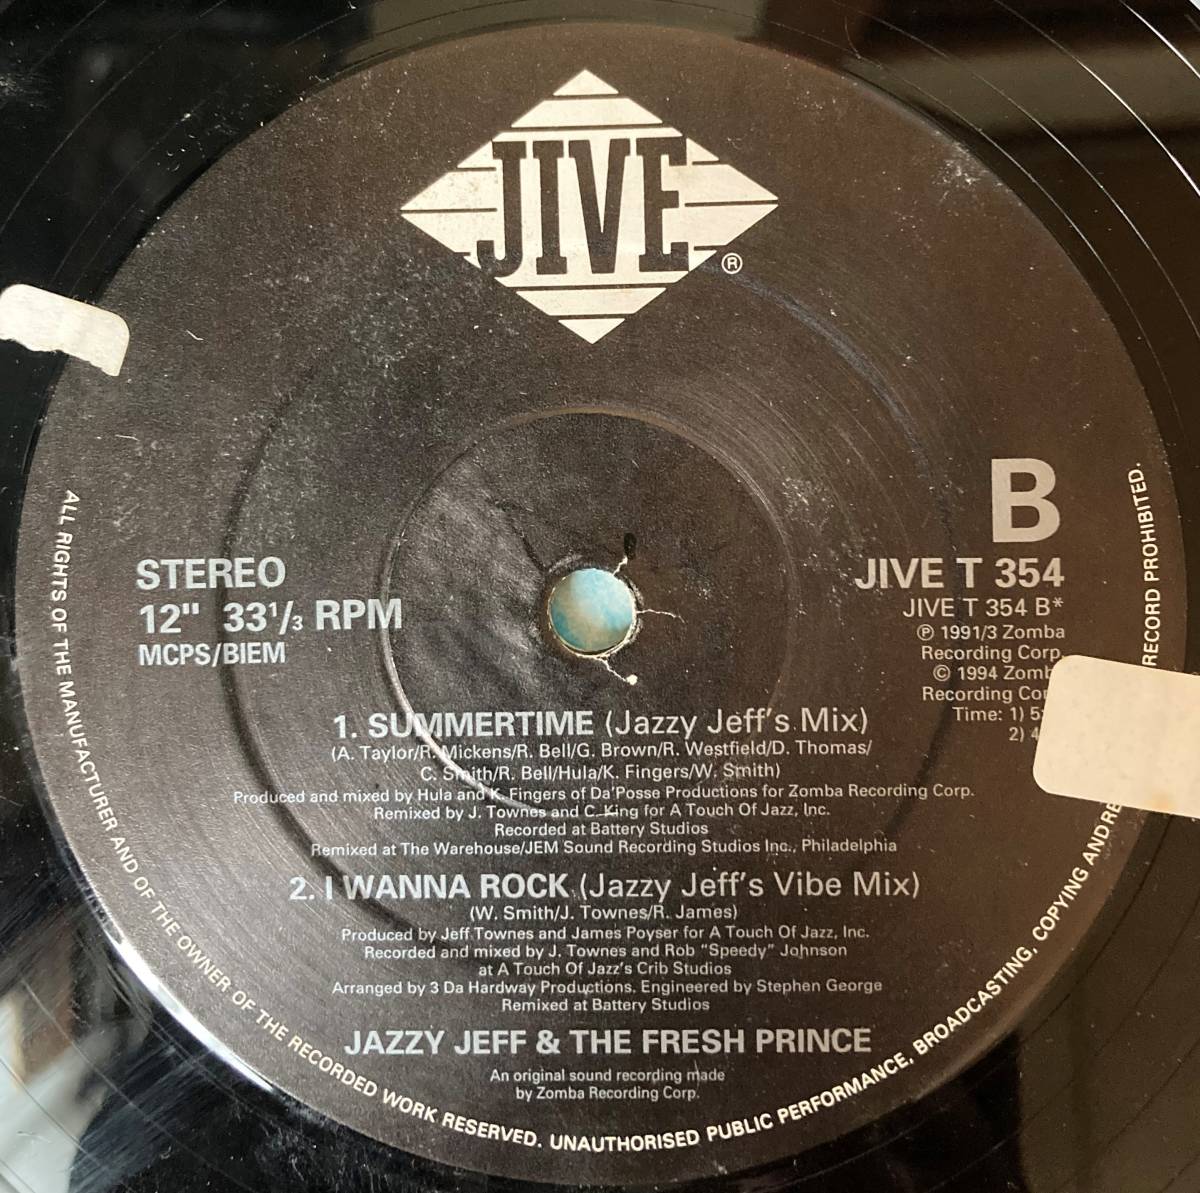 JIVE
®
B
STEREO
12" 33 1/3 RPM
MCPS/BIEM
JIVE T 354
JIVE T 354 B*
℗ 1991/3 Zomba
Recording Corp.
© 1994
Recording
Time: 1)
2)
1. SUMMERTIME (Jazzy Jeff's Mix)
(A. Taylor/R. Mickens/R. Bell/G. Brown/R. Westfield/D. Thomas/
C. Smith/R. Bell/Hula/K. Fingers/W. Smith)
Produced and mixed by Hula and K. Fingers of Da'Posse Productions for Zomba Recording Corp.
Remixed by J. Townes and C. King for A Touch Of Jazz, Inc.
Recorded at Battery Studios
Remixed at The Warehouse/JEM Sound Recording Studios Inc., Philadelphia
2. I WANNA ROCK (Jazzy Jeff's Vibe Mix)
(W. Smith/J. Townes/R. James)
Produced by Jeff Townes and James Poyser for A Touch Of Jazz, Inc.
Recorded and mixed by J. Townes and Rob "Speedy" Johnson
at A Touch Of Jazz's Crib Studios
Arranged by 3 Da Hardway Productions. Engineered by Stephen George
Remixed at Battery Studios
JAZZY JEFF & THE FRESH PRINCE
An original sound recording made
by Zomba Recording Corp.
ALL RIGHTS OF THE MANUFACTURER AND OF THE OWNER OF THE RECORDED WORK RESERVED. UNAUTHORISED PUBLIC PERFORMANCE, BROADCASTING, COPYING AND RECORD PROHIBITED.